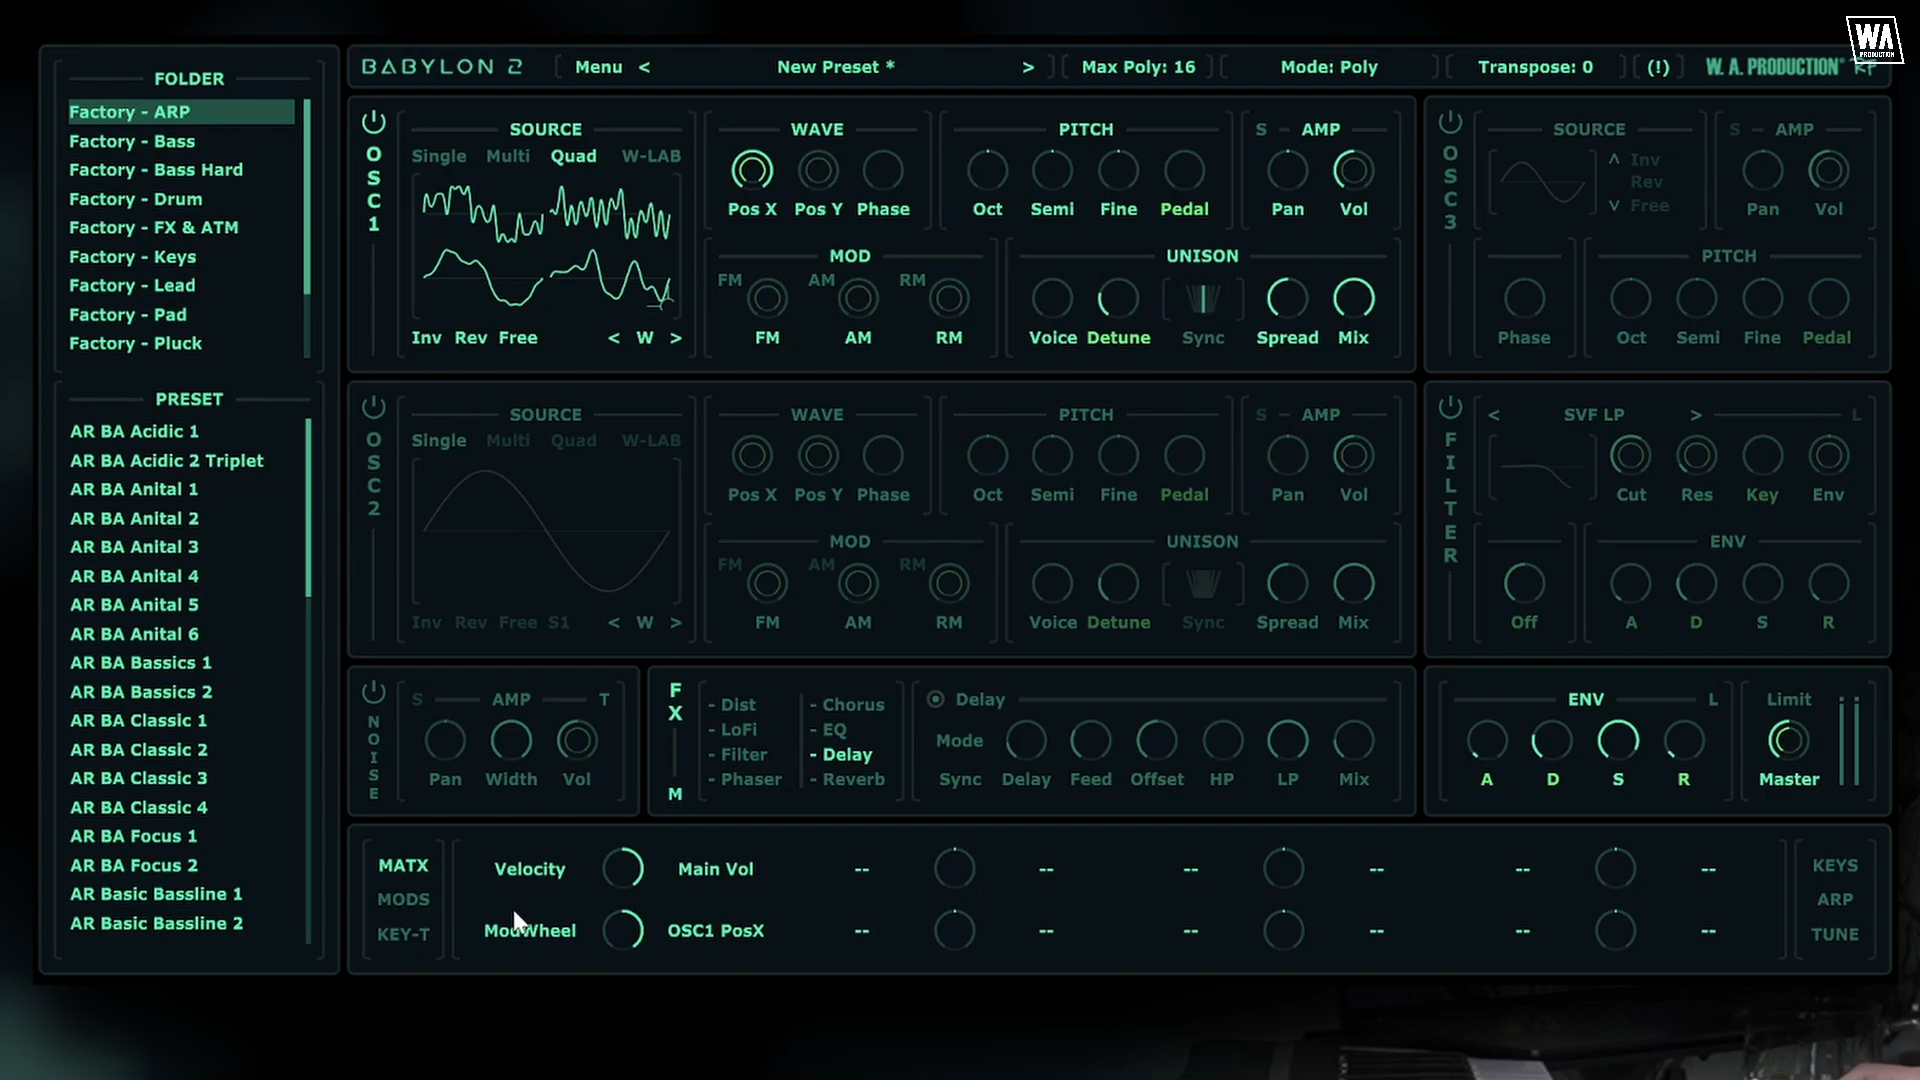 WA
PRODUCTION
FOLDER
Factory - ARP
Factory - Bass
Factory - Bass Hard
Factory - Drum
Factory - FX & ATM
Factory - Keys
Factory - Lead
Factory - Pad
Factory - Pluck
PRESET
AR BA Acidic 1
AR BA Acidic 2 Triplet
AR BA Anital 1
AR BA Anital 2
AR BA Anital 3
AR BA Anital 4
AR BA Anital 5
AR BA Anital 6
AR BA Bassics 1
AR BA Bassics 2
AR BA Classic 1
AR BA Classic 2
AR BA Classic 3
AR BA Classic 4
AR BA Focus 1
AR BA Focus 2
AR Basic Bassline 1
AR Basic Bassline 2
BABYLON 2 Menu < New Preset * > Max Poly: 16 Mode: Poly Transpose: 0 (!) W. A. PRODUCTION®
OSC1
SOURCE
Single Multi Quad W-LAB
Inv Rev Free < W >
WAVE
Pos X Pos Y Phase
PITCH
Oct Semi Fine Pedal
S AMP
Pan Vol
MOD
FM AM RM
FM AM RM
UNISON
Voice Detune Sync Spread Mix
OSC3
SOURCE
Inv
Rev
Free
S AMP
Pan Vol
Phase
PITCH
Oct Semi Fine Pedal
OSC2
SOURCE
Single Multi Quad W-LAB
Inv Rev Free S1 < W >
WAVE
Pos X Pos Y Phase
PITCH
Oct Semi Fine Pedal
S AMP
Pan Vol
MOD
FM AM RM
FM AM RM
UNISON
Voice Detune Sync Spread Mix
FILTER
< SVF LP > L
Cut Res Key Env
Off
ENV
A D S R
NOISE
S AMP T
Pan Width Vol
FX
M
- Dist
- LoFi
- Filter
- Phaser
- Chorus
- EQ
- Delay
- Reverb
Delay
Mode
Sync Delay Feed Offset HP LP Mix
ENV L
A D S R
Limit
Master
MATX
MODS
KEY-T
Velocity Main Vol -- -- -- -- -- --
ModWheel OSC1 PosX -- -- -- -- -- --
KEYS
ARP
TUNE